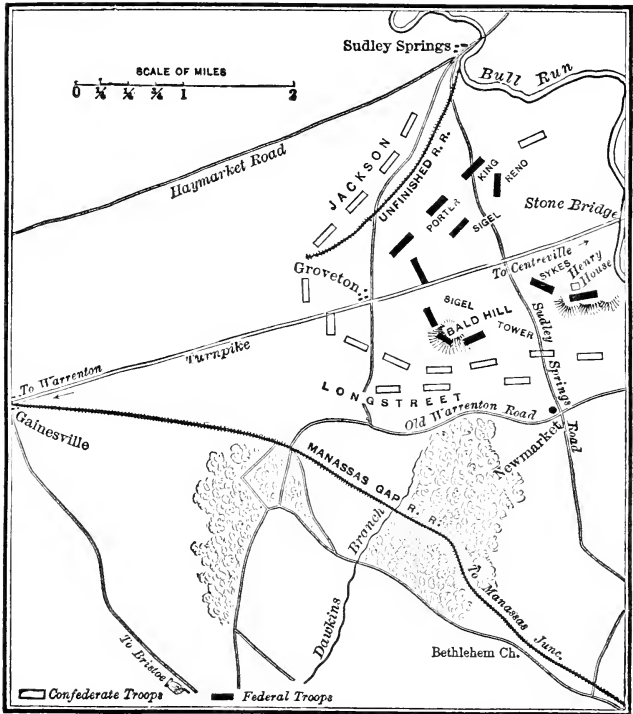 Sudley Springs
SCALE OF MILES
0 ¼ ½ ¾ 1 2
Bull Run
Haymarket Road
JACKSON
UNFINISHED R.R.
KING
RENO
PORTER
SIGEL
Stone Bridge
Groveton
To Centreville
SYKES
Henry House
SIGEL
BALD HILL
TOWER
Sudley Springs Road
To Warrenton
Turnpike
LONGSTREET
Old Warrenton Road
Gainesville
Newmarket
MANASSAS GAP R. R.
Dawkins Branch
To Manassas Junc.
Bethlehem Ch.
To Bristoe
Confederate Troops
Federal Troops